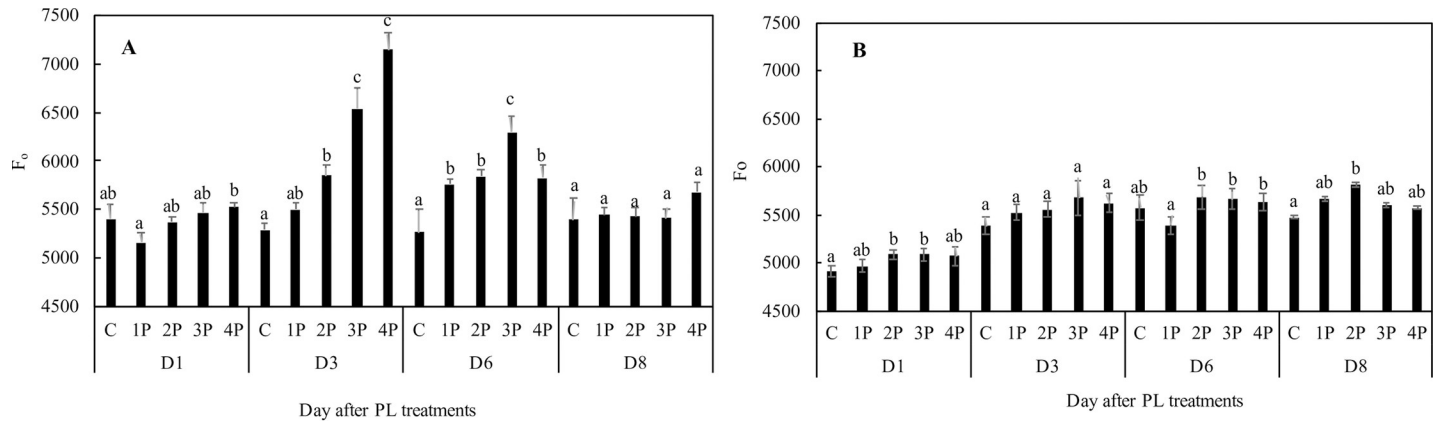 A
F₀
7500
7000
6500
6000
5500
5000
4500
ab a ab ab b
a ab b c c
a b b c b
a a a a a
C 1P 2P 3P 4P C 1P 2P 3P 4P C 1P 2P 3P 4P C 1P 2P 3P 4P
D1 D3 D6 D8
Day after PL treatments
B
Fo
7500
7000
6500
6000
5500
5000
4500
a ab b b ab
a a a a a
ab a b b b
a ab b ab ab
C 1P 2P 3P 4P C 1P 2P 3P 4P C 1P 2P 3P 4P C 1P 2P 3P 4P
D1 D3 D6 D8
Day after PL treatments